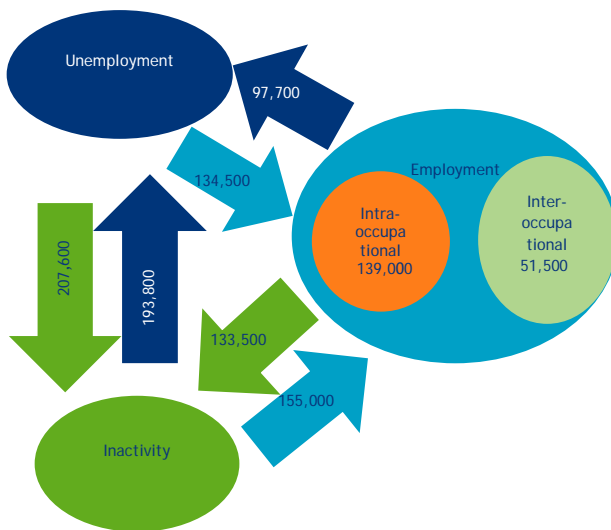 Unemployment
97,700
134,500
Employment
Intra-
occupa
tional
139,000
Inter-
occupa
tional
51,500
207,600
193,800
133,500
155,000
Inactivity